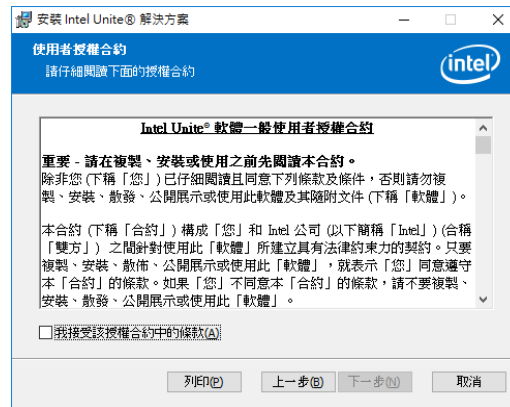 安裝 Intel Unite® 解決方案
使用者授權合約
請仔細閱讀下面的授權合約
intel
Intel Unite® 軟體一般使用者授權合約
重要 - 請在複製、安裝或使用之前先閱讀本合約。
除非您 (下稱「您」) 已仔細閱讀且同意下列條款及條件，否則請勿複
製、安裝、散發、公開展示或使用此軟體及其隨附文件 (下稱「軟體」)。
本合約 (下稱「合約」) 構成「您」和 Intel 公司 (以下簡稱「Intel」) (合稱
「雙方」) 之間針對使用此「軟體」所建立具有法律約束力的契約。只要
複製、安裝、散佈、公開展示或使用此「軟體」，就表示「您」同意遵守
本「合約」的條款。如果「您」不同意本「合約」的條款，請不要複製、
安裝、散發、公開展示或使用此「軟體」。
我接受該授權合約中的條款(A)
列印(P)
上一步(B)
下一步(N)
取消